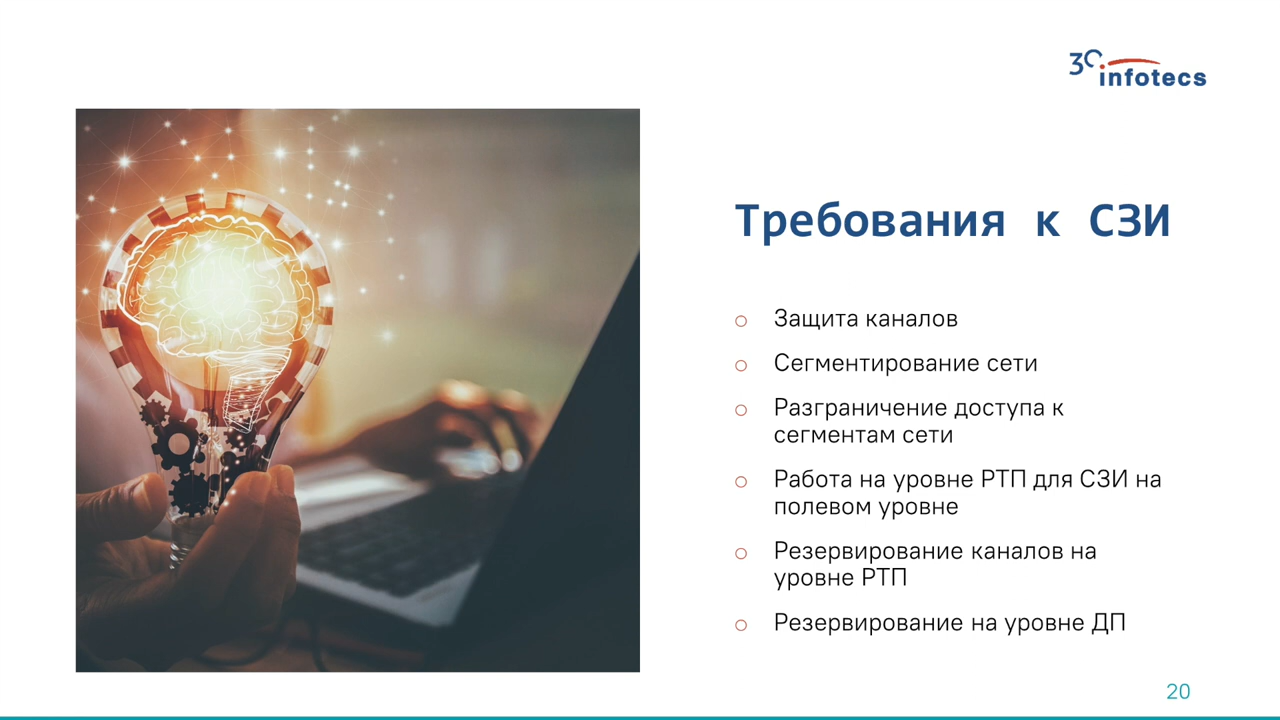 30 infotecs
Требования к СЗИ
Защита каналов
Сегментирование сети
Разграничение доступа к
сегментам сети
Работа на уровне РТП для СЗИ на
полевом уровне
Резервирование каналов на
уровне РТП
Резервирование на уровне ДП
20